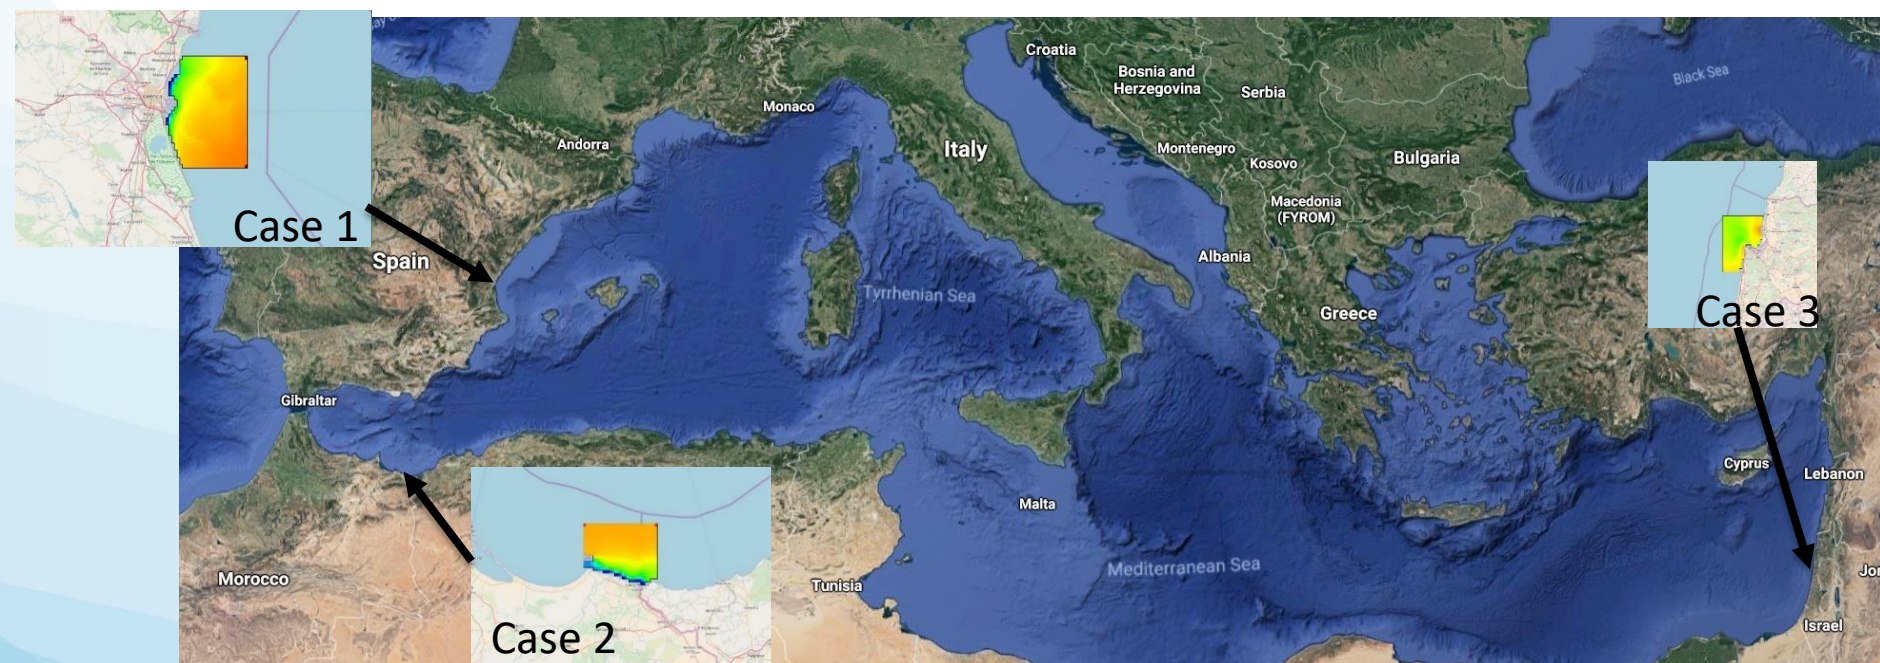 Croatia
Bosnia and
Herzegovina
Serbia
Black Sea
Monaco
Andorra
Italy
Montenegro
Kosovo
Bulgaria
Macedonia
(FYROM)
Case 1
Spain
Albania
Tyrrhenian Sea
Greece
Case 3
Gibraltar
Cyprus
Lebanon
Malta
Mediterranean Sea
Morocco
Tunisia
Israel
Case 2